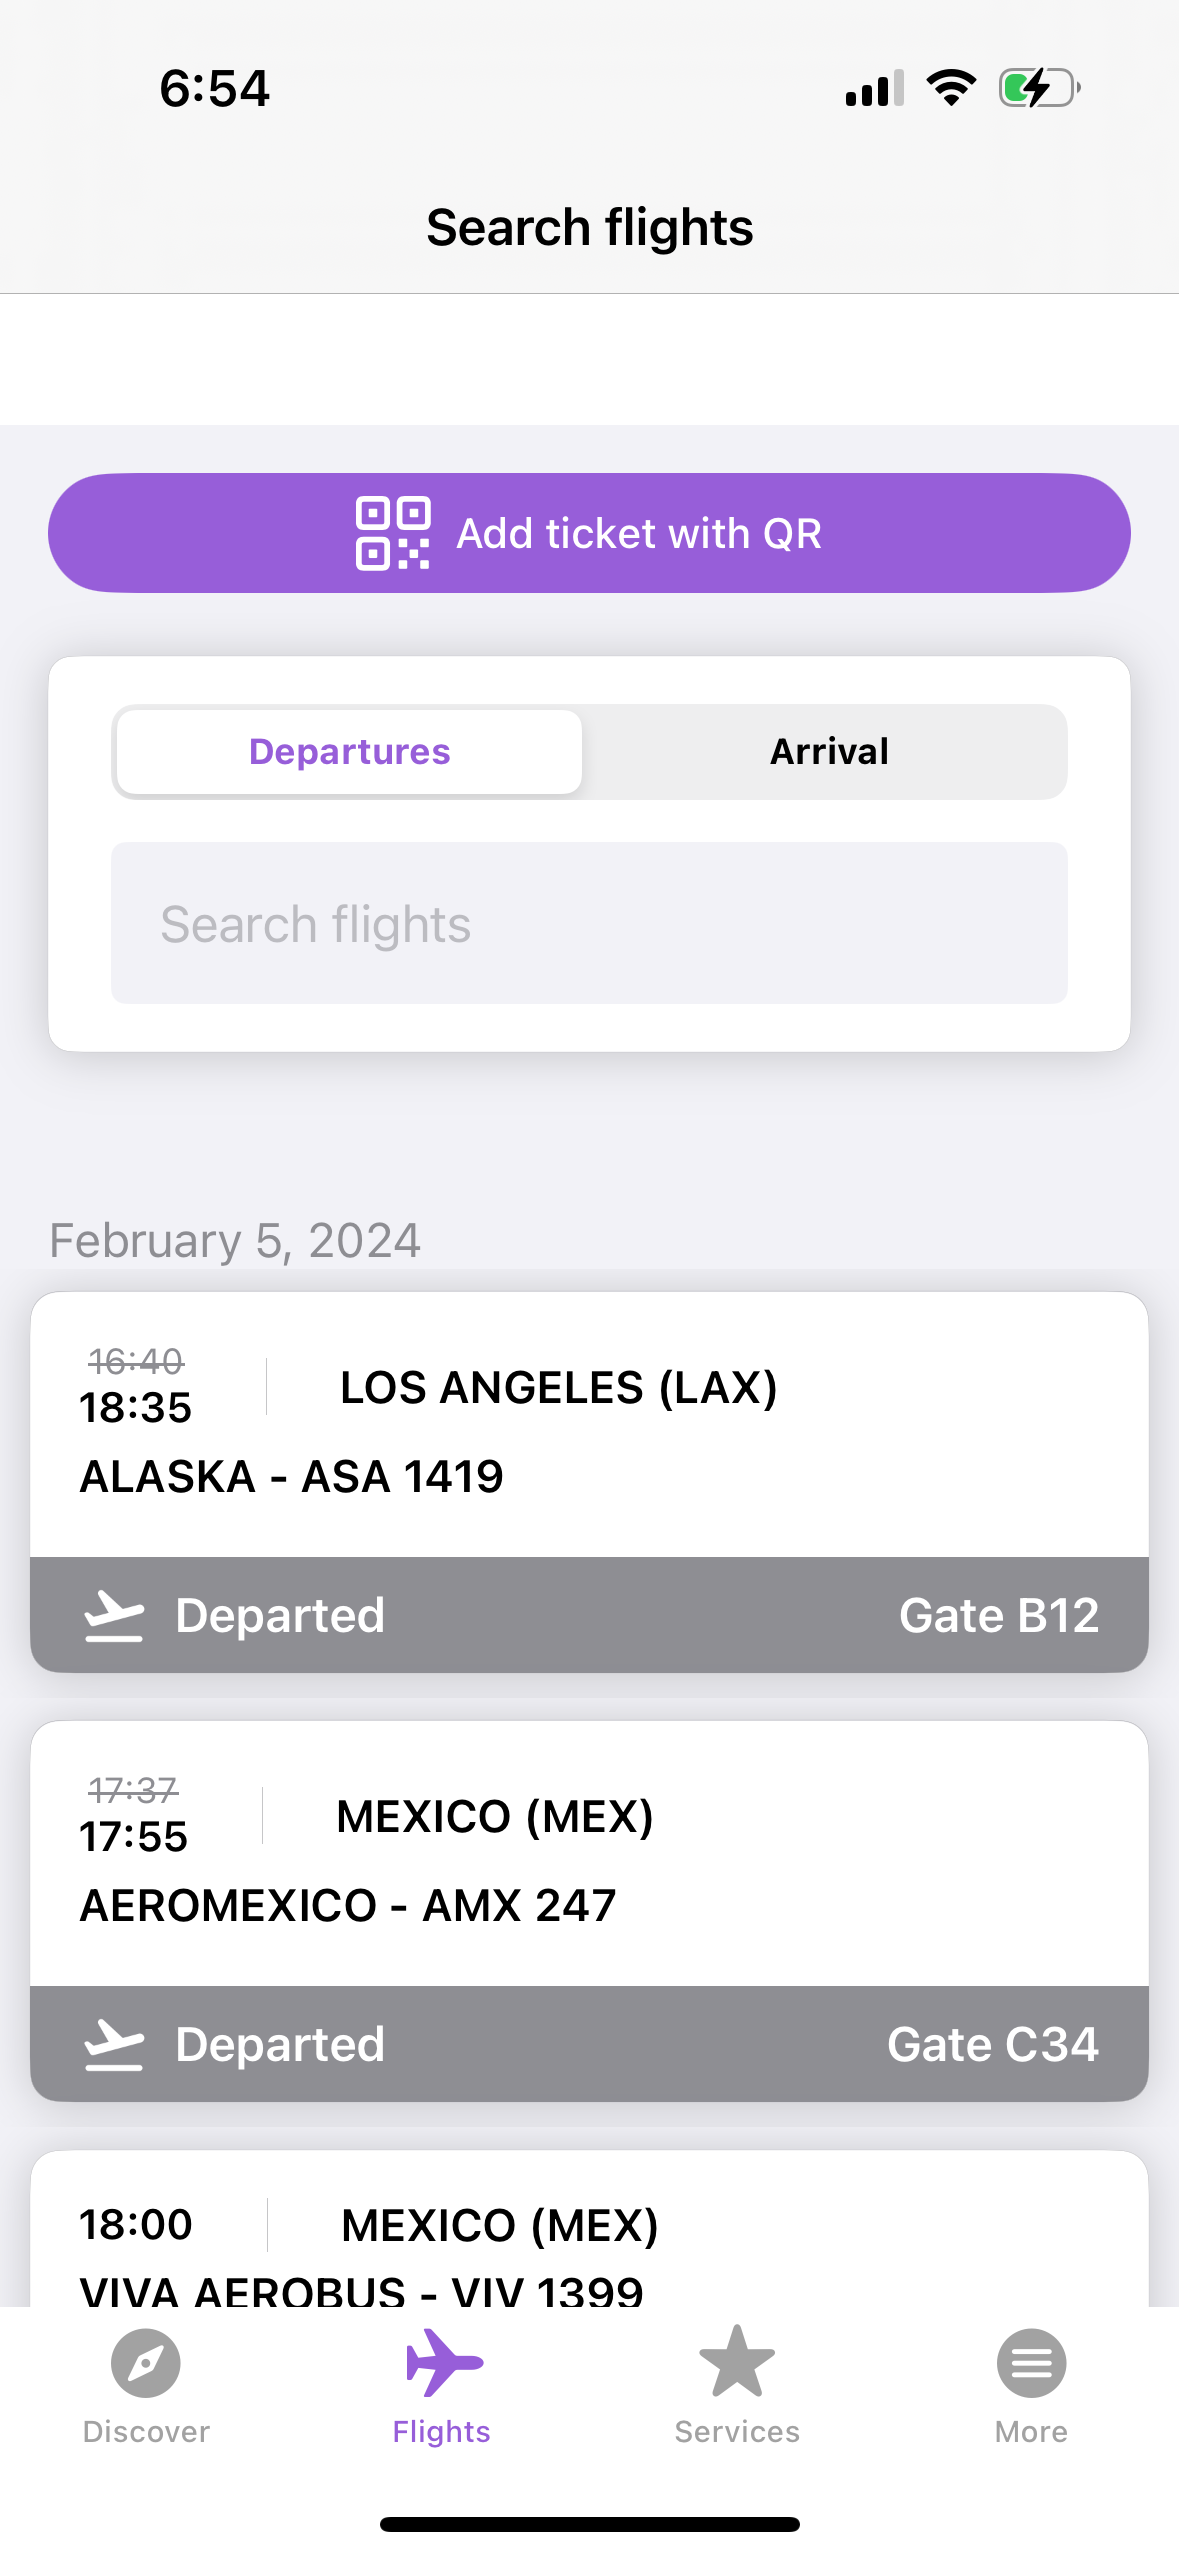 6:54
Search flights
Add ticket with QR
Departures
Arrival
Search flights
February 5, 2024
16:40
18:35
LOS ANGELES (LAX)
ALASKA - ASA 1419
Departed
Gate B12
17:37
17:55
MEXICO (MEX)
AEROMEXICO - AMX 247
Departed
Gate C34
18:00
MEXICO (MEX)
VIVA AEROBUS - VIV 1399
Discover
Flights
Services
More